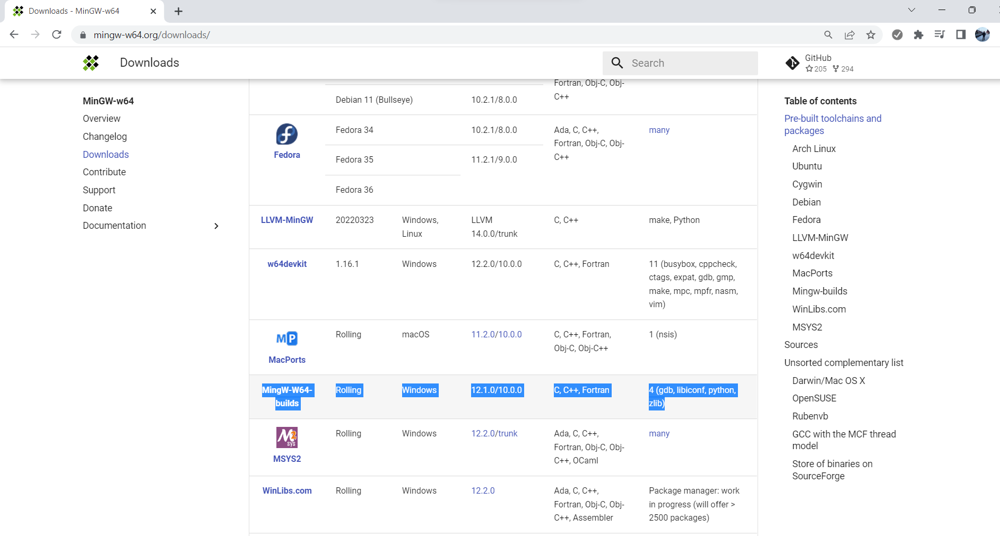 Downloads - MinGW-w64
mingw-w64.org/downloads/
Downloads
Search
GitHub
205 294
MinGW-w64
Overview
Changelog
Downloads
Contribute
Support
Donate
Documentation
Fortran, Obj-C, Obj-
C++
Debian 11 (Bullseye) 10.2.1/8.0.0
Fedora
Fedora 34 10.2.1/8.0.0 Ada, C, C++, many
Fortran, Obj-C, Obj-
C++
Fedora 35 11.2.1/9.0.0
Fedora 36
LLVM-MinGW 20220323 Windows, LLVM C, C++ make, Python
Linux 14.0.0/trunk
w64devkit 1.16.1 Windows 12.2.0/10.0.0 C, C++, Fortran 11 (busybox, cppcheck,
ctags, expat, gdb, gmp,
make, mpc, mpfr, nasm,
vim)
MP
MacPorts
Rolling macOS 11.2.0/10.0.0 C, C++, Fortran, 1 (nsis)
Obj-C, Obj-C++
MingW-W64- Rolling Windows 12.1.0/10.0.0 C, C++, Fortran 4 (gdb, libiconf, python,
builds zlib)
M2
sys
MSYS2
Rolling Windows 12.2.0/trunk Ada, C, C++, many
Fortran, Obj-C, Obj-
C++, OCaml
WinLibs.com Rolling Windows 12.2.0 Ada, C, C++, Package manager: work
Fortran, Obj-C, Obj- in progress (will offer >
C++, Assembler 2500 packages)
Table of contents
Pre-built toolchains and
packages
Arch Linux
Ubuntu
Cygwin
Debian
Fedora
LLVM-MinGW
w64devkit
MacPorts
Mingw-builds
WinLibs.com
MSYS2
Sources
Unsorted complementary list
Darwin/Mac OS X
OpenSUSE
Rubenvb
GCC with the MCF thread
model
Store of binaries on
SourceForge